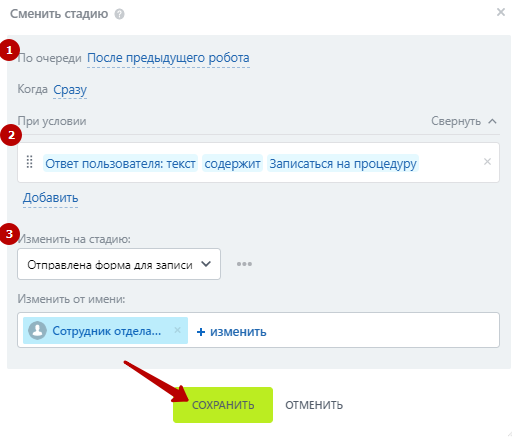 Сменить стадию ?
1
По очереди После предыдущего робота
Когда Сразу
При условии Свернуть
2
Ответ пользователя: текст содержит Записаться на процедуру
Добавить
3
Изменить на стадию:
Отправлена форма для записи
Изменить от имени:
Сотрудник отдела... + изменить
СОХРАНИТЬ ОТМЕНИТЬ